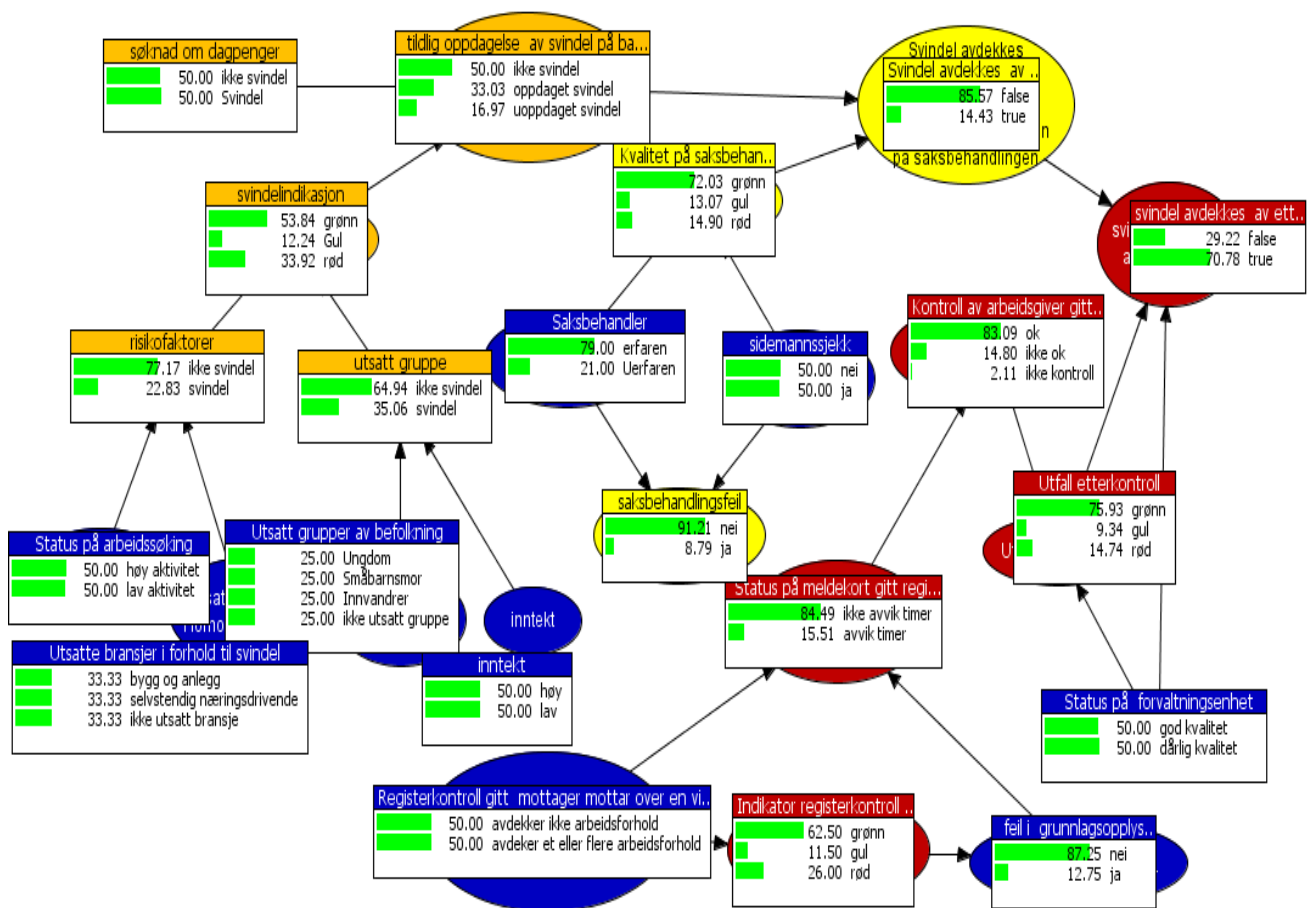 søknad om dagpenger
50.00 ikke svindel
50.00 Svindel
tildlig oppdagelse av svindel på ba...
50.00 ikke svindel
33.03 oppdaget svindel
16.97 uoppdaget svindel
Svindel avdekkes
Svindel avdekkes av ..
85.57 false
14.43 true
på saksbehandlingen
Kvalitet på saksbehan..
72.03 grønn
13.07 gul
14.90 rød
svindelindikasjon
53.84 grønn
12.24 Gul
33.92 rød
svindel avdekkes av ett..
29.22 false
70.78 true
Kontroll av arbeidsgiver gitt..
83.09 ok
14.80 ikke ok
2.11 ikke kontroll
Saksbehandler
79.00 erfaren
21.00 Uerfaren
sidemannssjekk
50.00 nei
50.00 ja
risikofaktorer
77.17 ikke svindel
22.83 svindel
utsatt gruppe
64.94 ikke svindel
35.06 svindel
Utfall etterkontroll
75.93 grønn
9.34 gul
14.74 rød
saksbehandlingsfeil
91.21 nei
8.79 ja
Status på arbeidssøking
50.00 høy aktivitet
50.00 lav aktivitet
Utsatt grupper av befolkning
25.00 Ungdom
25.00 Småbarnsmor
25.00 Innvandrer
25.00 ikke utsatt gruppe
inntekt
Status på meldekort gitt regi...
84.49 ikke avvik timer
15.51 avvik timer
Utsatte bransjer i forhold til svindel
33.33 bygg og anlegg
33.33 selvstendig næringsdrivende
33.33 ikke utsatt bransje
inntekt
50.00 høy
50.00 lav
Status på forvaltningsenhet
50.00 god kvalitet
50.00 dårlig kvalitet
Registerkontroll gitt mottager mottar over en vi..
50.00 avdekker ikke arbeidsforhold
50.00 avdeker et eller flere arbeidsforhold
Indikator registerkontroll ...
62.50 grønn
11.50 gul
26.00 rød
feil i grunnlagsopplys..
87.25 nei
12.75 ja